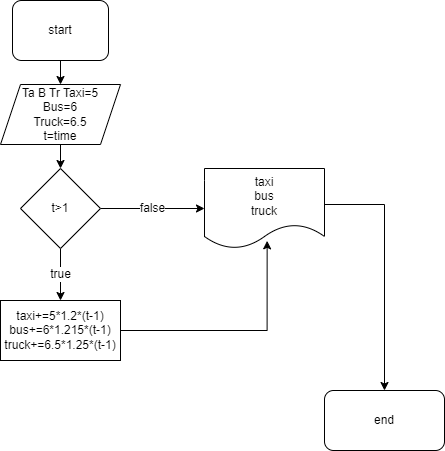 start
Ta B Tr Taxi=5
Bus=6
Truck=6.5
t=time
t>1
false
taxi
bus
truck
true
taxi+=5*1.2*(t-1)
bus+=6*1.215*(t-1)
truck+=6.5*1.25*(t-1)
end